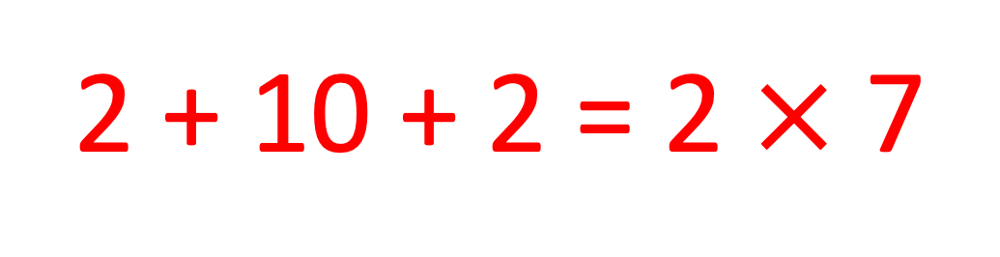 2 + 10 + 2 = 2 × 7